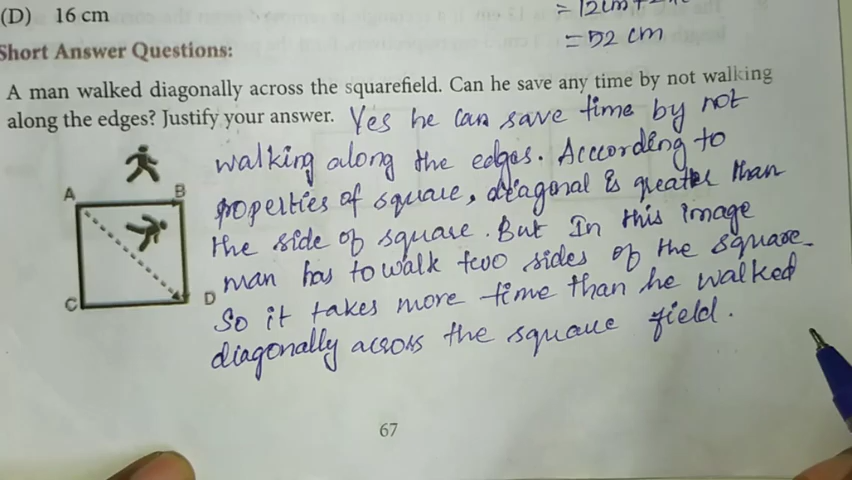 (D) 16 cm
= 52 cm
Short Answer Questions:
A man walked diagonally across the squarefield. Can he save any time by not walking
along the edges? Justify your answer. Yes he can save time by not
walking along the edges. Acccording to
properties of square, diagonal is greater than
the side of square. But In this image
man has to walk two sides of the square.
So it takes more time than he walked
diagonally across the square field.
A
B
C
D
67